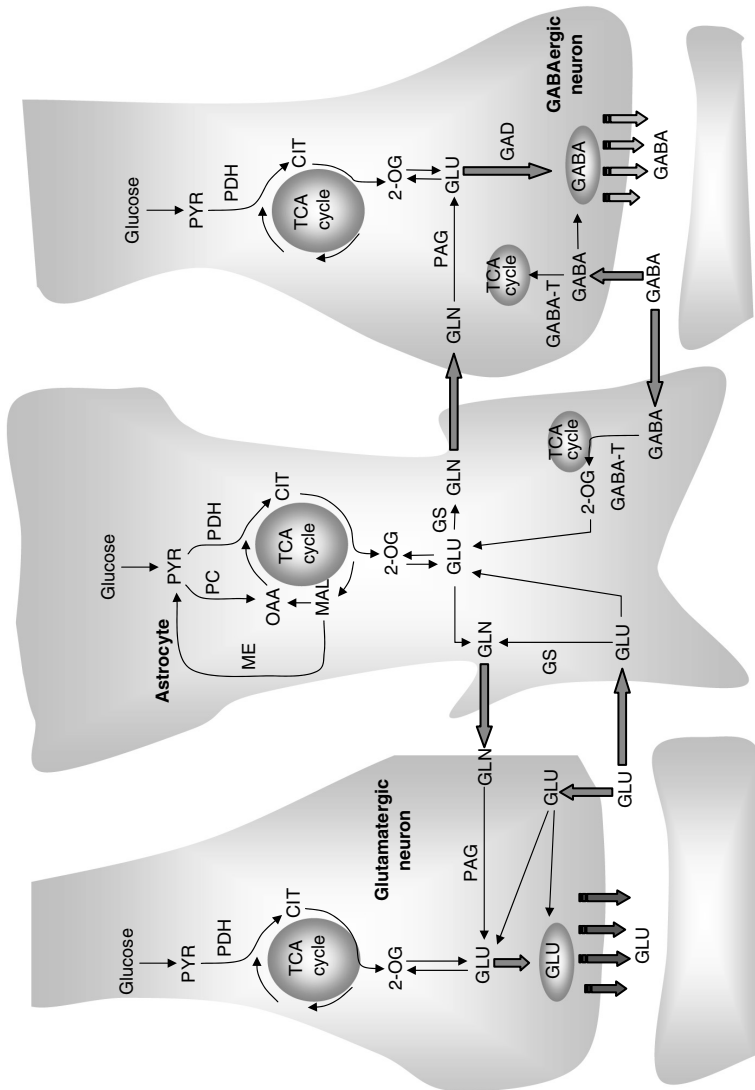 Glucose
PYR
PDH
CIT
TCA
cycle
2-OG
GLU
Glutamatergic
neuron
PAG
GLN
GLU
GLU
GLU
GLU
Astrocyte
Glucose
PYR
PC
PDH
ME
OAA
MAL
CIT
TCA
cycle
2-OG
GLU
GS
GLN
GLN
GS
GLU
TCA
cycle
2-OG
GABA-T
GABA
Glucose
PYR
PDH
CIT
TCA
cycle
2-OG
GLU
PAG
GLN
GAD
GABAergic
neuron
GABA
GABA
TCA
cycle
GABA-T
GABA
GABA